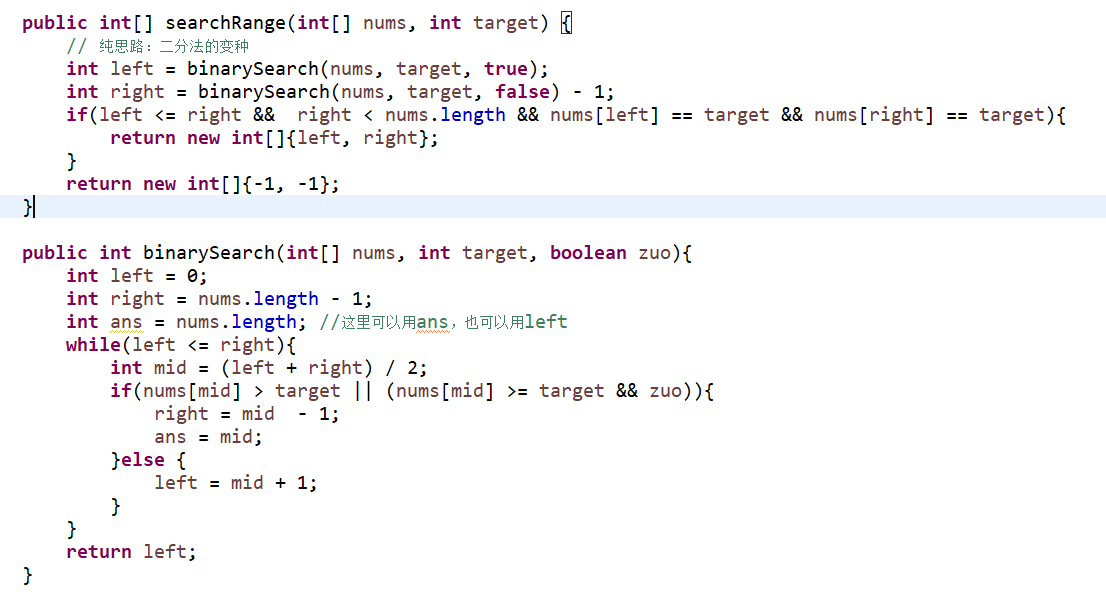 public int[] searchRange(int[] nums, int target) {
    // 纯思路：二分法的变种
    int left = binarySearch(nums, target, true);
    int right = binarySearch(nums, target, false) - 1;
    if(left <= right &&  right < nums.length && nums[left] == target && nums[right] == target){
        return new int[]{left, right};
    }
    return new int[]{-1, -1};
}

public int binarySearch(int[] nums, int target, boolean zuo){
    int left = 0;
    int right = nums.length - 1;
    int ans = nums.length; //这里可以用ans，也可以用left
    while(left <= right){
        int mid = (left + right) / 2;
        if(nums[mid] > target || (nums[mid] >= target && zuo)){
            right = mid  - 1;
            ans = mid;
        }else {
            left = mid + 1;
        }
    }
    return left;
}